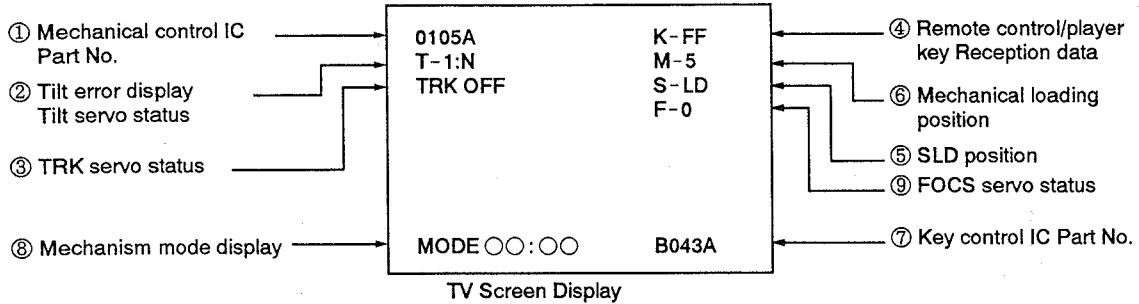 ① Mechanical control IC
Part No.
② Tilt error display
Tilt servo status
③ TRK servo status
⑧ Mechanism mode display
0105A K-FF
T-1:N M-5
TRK OFF S-LD
F-0
MODE○○:○○ B043A
④ Remote control/player
key Reception data
⑥ Mechanical loading
position
⑤ SLD position
⑨ FOCS servo status
⑦ Key control IC Part No.
TV Screen Display